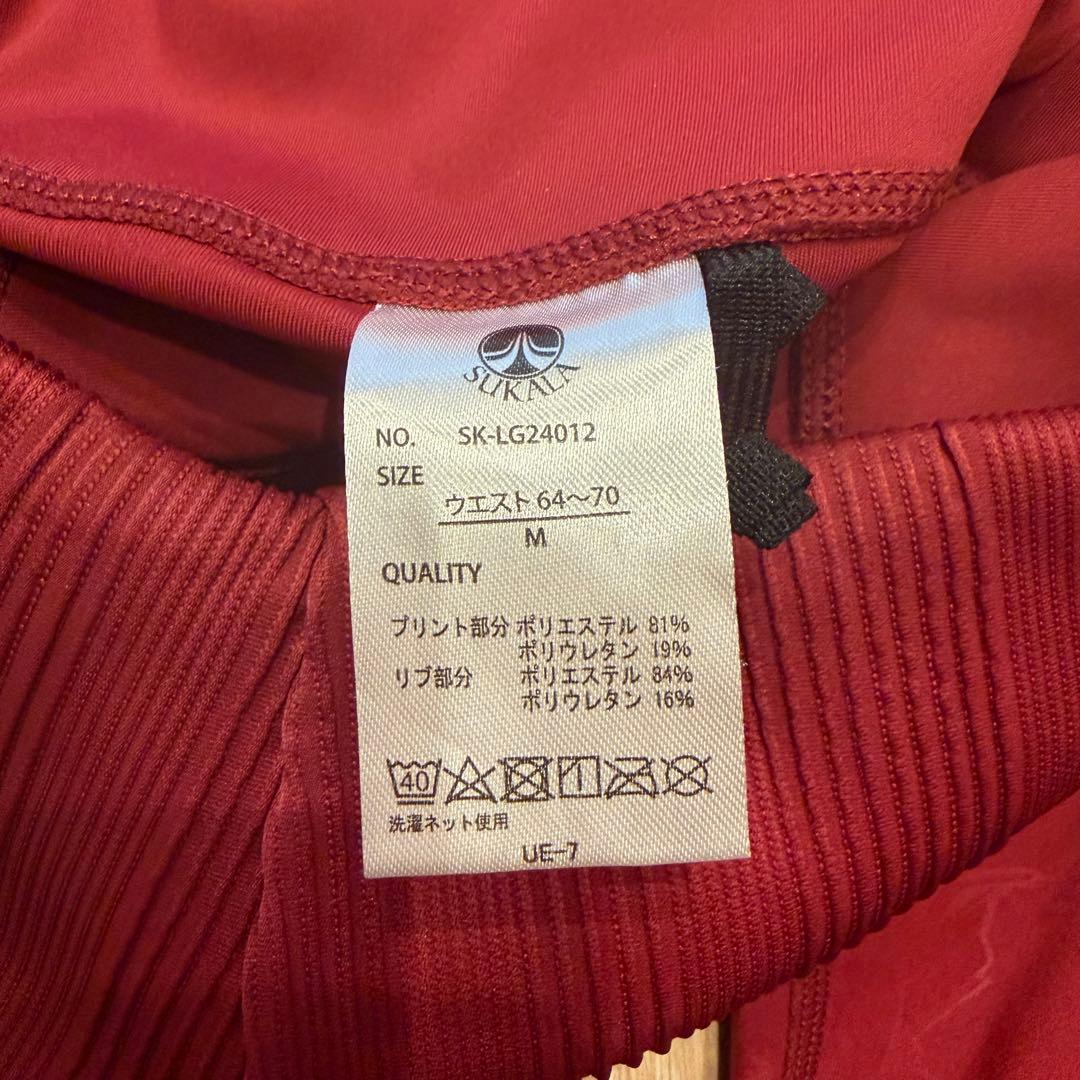 SUKALA
NO. SK-LG24012
SIZE
ウエスト 64〜70
M
QUALITY
プリント部分 ポリエステル 81%
ポリウレタン 19%
リブ部分 ポリエステル 84%
ポリウレタン 16%
40
洗濯ネット使用
UE-7